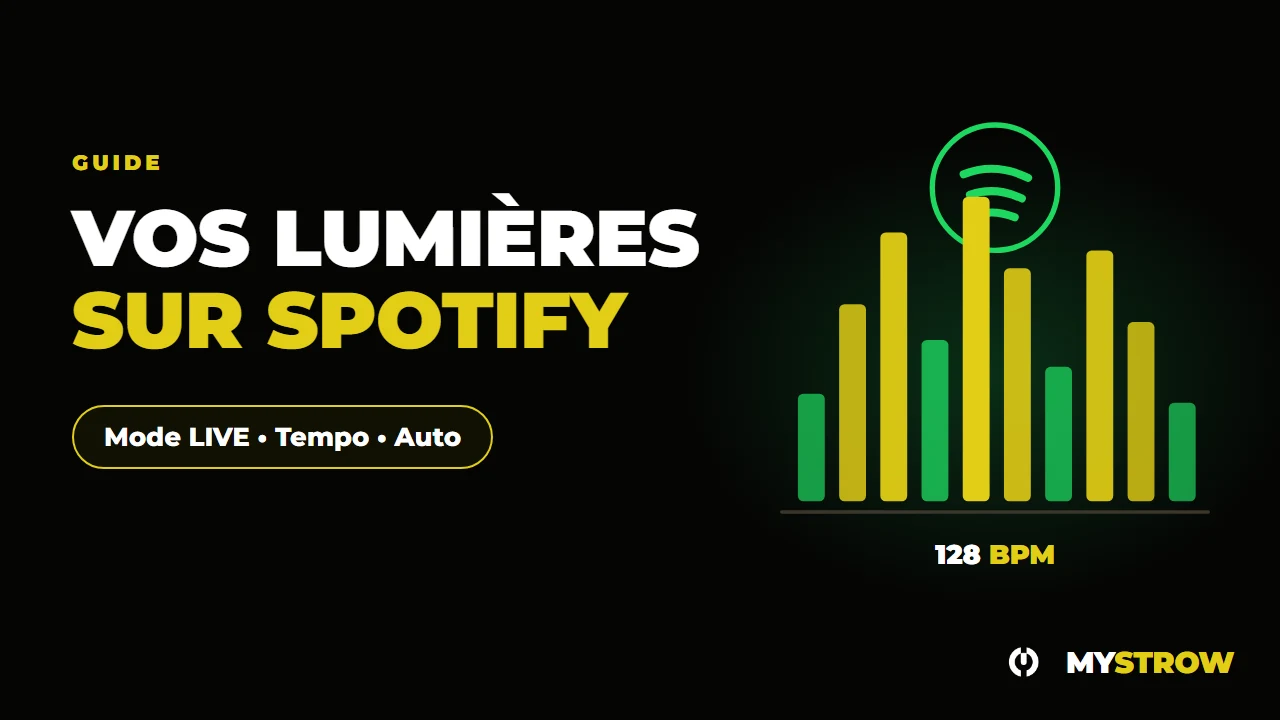 GUIDE
VOS LUMIÈRES
SUR SPOTIFY
Mode LIVE • Tempo • Auto
128 BPM
MYSTROW